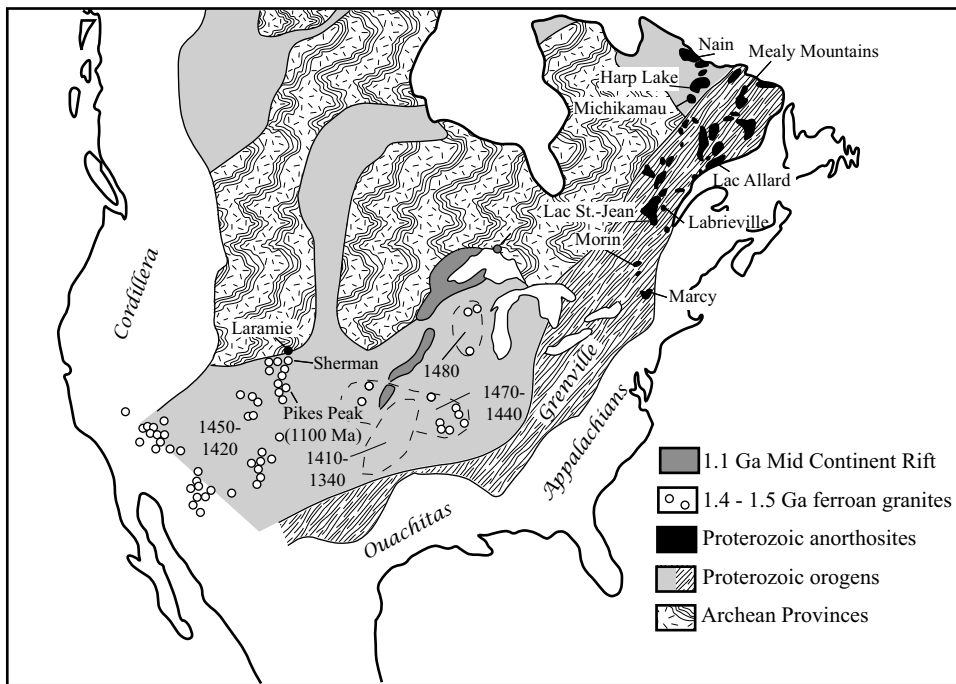 Nain
Mealy Mountains
Harp Lake
Michikamau
Lac Allard
Lac St.-Jean
Labrieville
Morin
Marcy
Cordillera
Laramie
Sherman
1480
Grenville
Pikes Peak
(1100 Ma)
1470-
1440
1450-
1420
1410-
1340
Appalachians
Ouachitas
1.1 Ga Mid Continent Rift
1.4 - 1.5 Ga ferroan granites
Proterozoic anorthosites
Proterozoic orogens
Archean Provinces